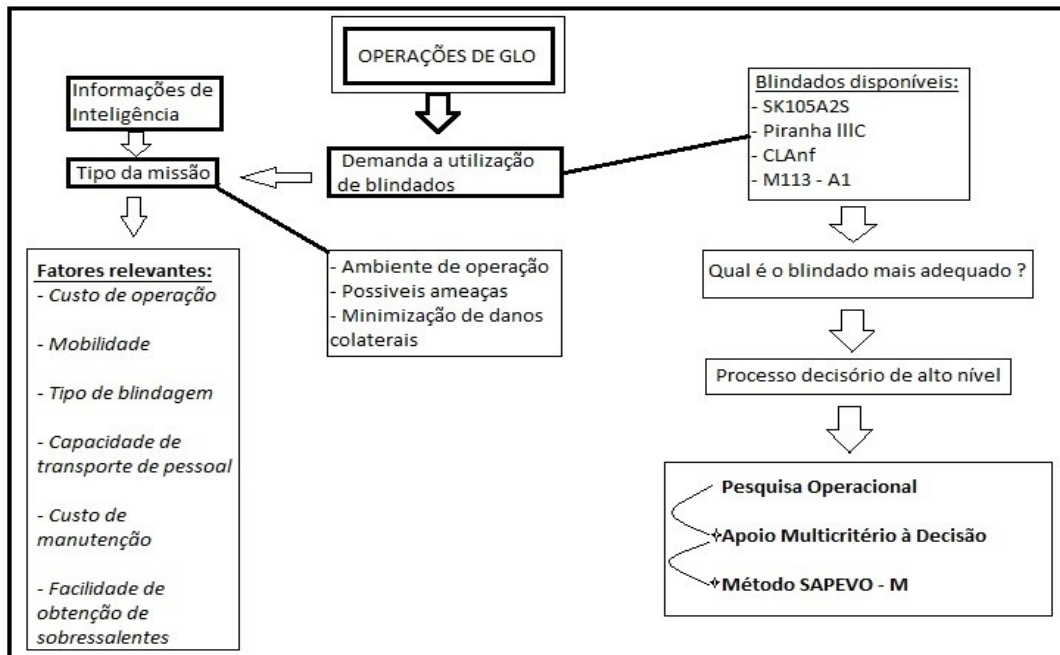 OPERAÇÕES DE GLO
Informações de
Inteligência
Tipo da missão
Demanda a utilização
de blindados
Blindados disponíveis:
- SK105A2S
- Piranha lllC
- CLAnf
- M113 - A1
Fatores relevantes:
- Custo de operação
- Mobilidade
- Tipo de blindagem
- Capacidade de
transporte de pessoal
- Custo de
manutenção
- Facilidade de
obtenção de
sobressalentes
- Ambiente de operação
- Possiveis ameaças
- Minimização de danos
colaterais
Qual é o blindado mais adequado ?
Processo decisório de alto nível
Pesquisa Operacional
Apoio Multicritério à Decisão
Método SAPEVO - M